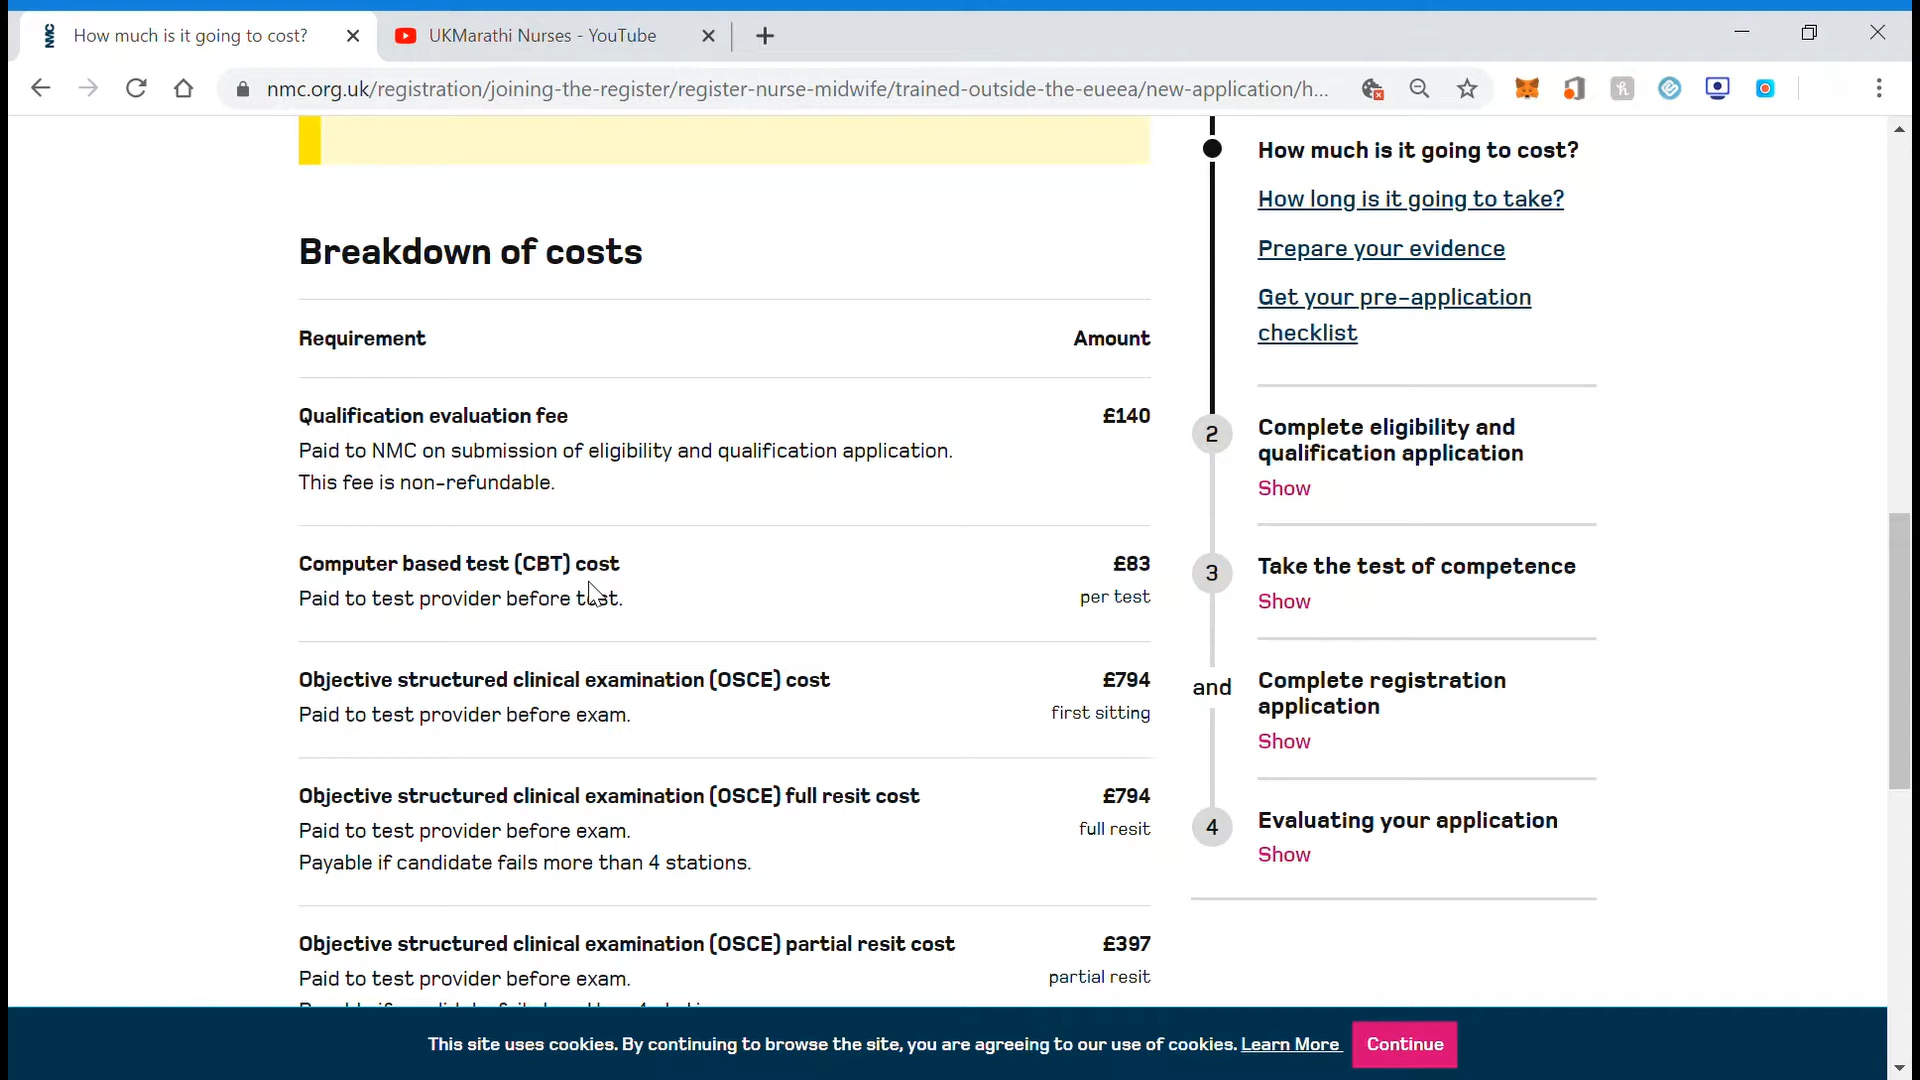 NMC
How much is it going to cost?
UKMarathi Nurses - YouTube
nmc.org.uk/registration/joining-the-register/register-nurse-midwife/trained-outside-the-eueea/new-application/h...
Breakdown of costs
Requirement
Amount
Qualification evaluation fee
£140
Paid to NMC on submission of eligibility and qualification application.
This fee is non-refundable.
Computer based test (CBT) cost
£83
Paid to test provider before test.
per test
Objective structured clinical examination (OSCE) cost
£794
Paid to test provider before exam.
first sitting
Objective structured clinical examination (OSCE) full resit cost
£794
Paid to test provider before exam.
full resit
Payable if candidate fails more than 4 stations.
Objective structured clinical examination (OSCE) partial resit cost
£397
Paid to test provider before exam.
partial resit
How much is it going to cost?
How long is it going to take?
Prepare your evidence
Get your pre-application
checklist
2
Complete eligibility and
qualification application
Show
3
Take the test of competence
Show
and
Complete registration
application
Show
4
Evaluating your application
Show
This site uses cookies. By continuing to browse the site, you are agreeing to our use of cookies. Learn More
Continue